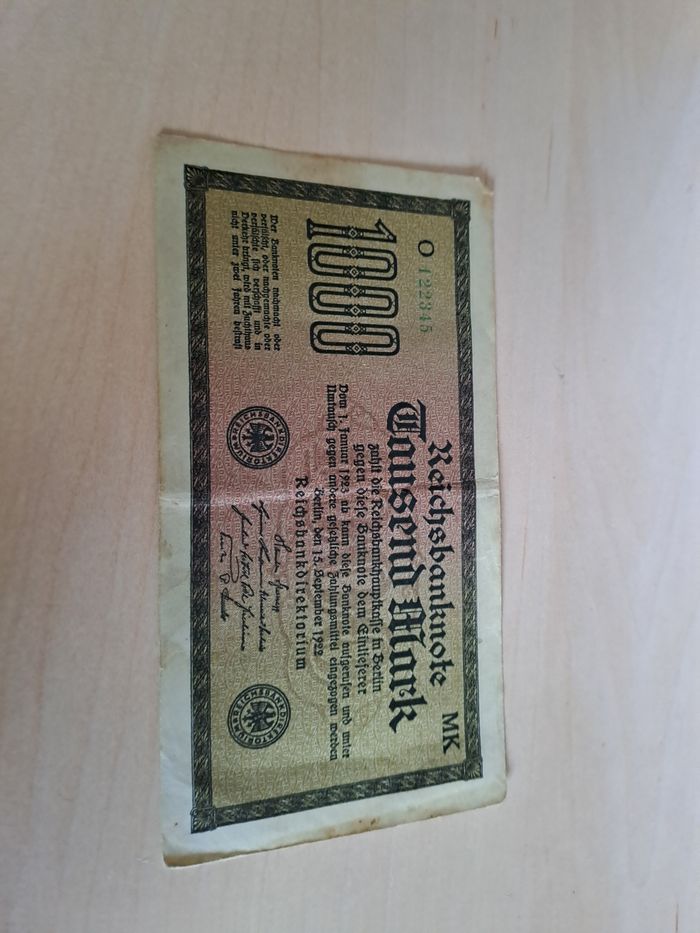 O 122345
MK
Reichsbanknote
1000
Tausend Mark
zahlt die Reichsbankhauptkasse in Berlin
gegen diese Banknote dem Einlieferer
Vom 1. Januar 1923 ab kann diese Banknote aufgerufen und unter
Umtausch gegen andere gesetzliche Zahlungsmittel eingezogen werden
Berlin, den 15. September 1922
Reichsbankdirektorium
REICHSBANKDIREKTORIUM
REICHSBANKDIREKTORIUM
Wer Banknoten nachmacht oder
verfälscht, oder nachgemachte oder
verfälschte sich verschafft und in
Verkehr bringt, wird mit Zuchthaus
nicht unter zwei Jahren bestraft